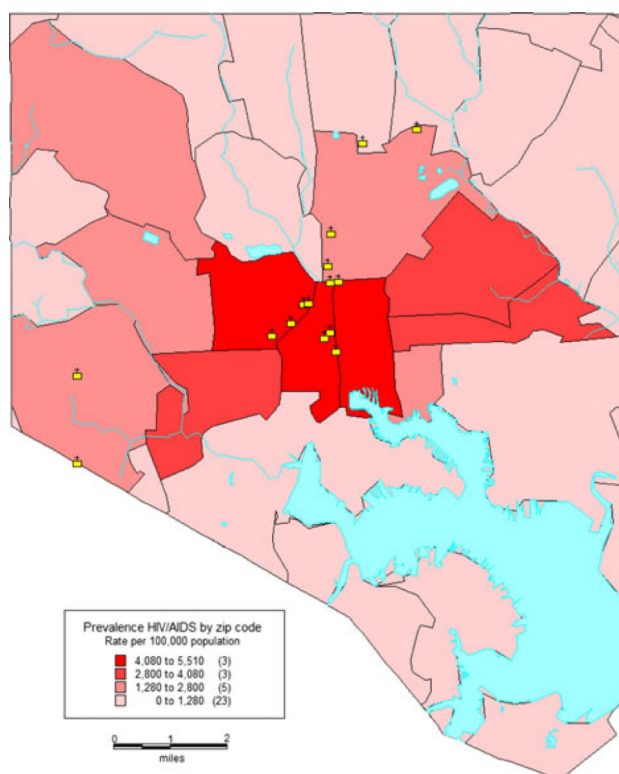 Prevalence HIV/AIDS by zip code
Rate per 100,000 population
4,080 to 5,510 (3)
2,800 to 4,080 (3)
1,280 to 2,800 (5)
0 to 1,280 (23)
0 1 2
miles